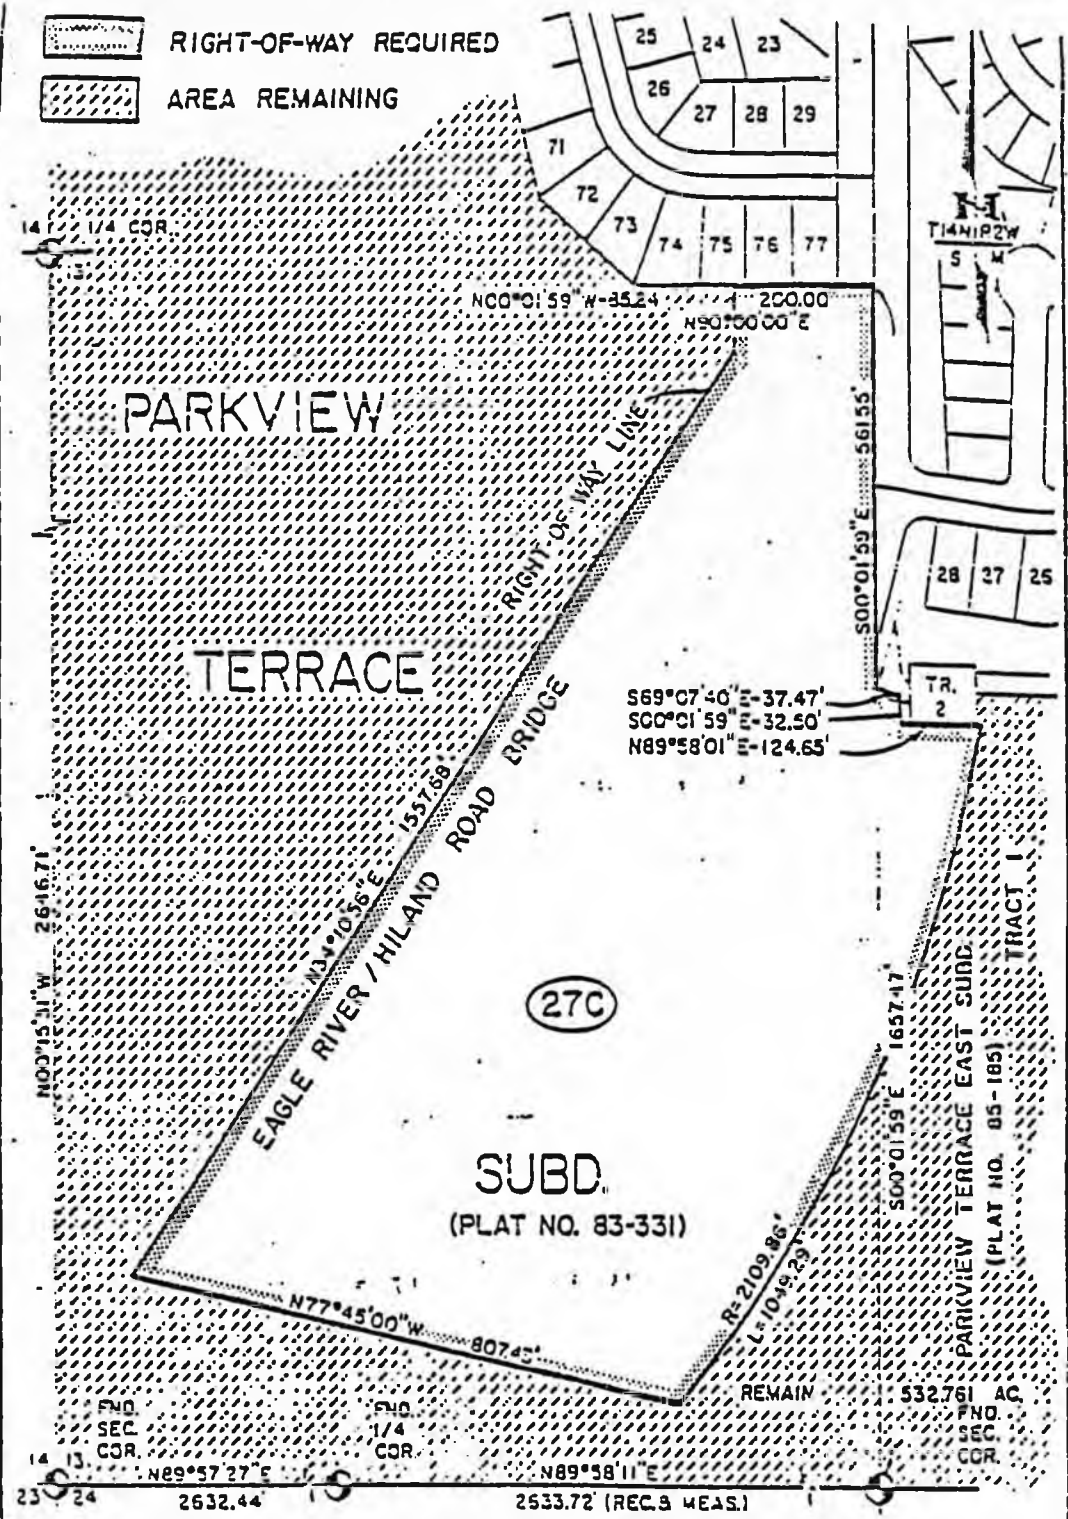 RIGHT-OF-WAY REQUIRED
AREA REMAINING
25
24
23
26
27
28
29
71
72
73
74
75
76
77
14
1/4 COR.
13
T14N R2W
S M
N00°01'59"W-85.24
200.00
N90°00'00"E
PARKVIEW
RIGHT OF WAY LINE
S00°01'59"E 561.55'
28
27
26
TERRACE
TR.
2
S69°07'40"E-37.47'
S00°01'59"E-32.50'
N89°58'01"E-124.65'
N34°10'56"E 1557.68'
EAGLE RIVER / HILAND ROAD BRIDGE
N00°15'31"W 2646.71'
27C
S00°01'59"E 1657.47'
PARKVIEW TERRACE EAST SUBD.
(PLAT NO. 85-185)
TRACT 1
SUBD.
(PLAT NO. 83-331)
R=2109.86'
L=1049.29'
N77°45'00"W 807.45'
REMAIN 532.761 AC.
FND.
SEC.
COR.
FND.
1/4
COR.
FND.
SEC.
COR.
14 13
23 24
N89°57'27"E
2632.44'
N89°58'11"E
2633.72' (REC.& MEAS.)